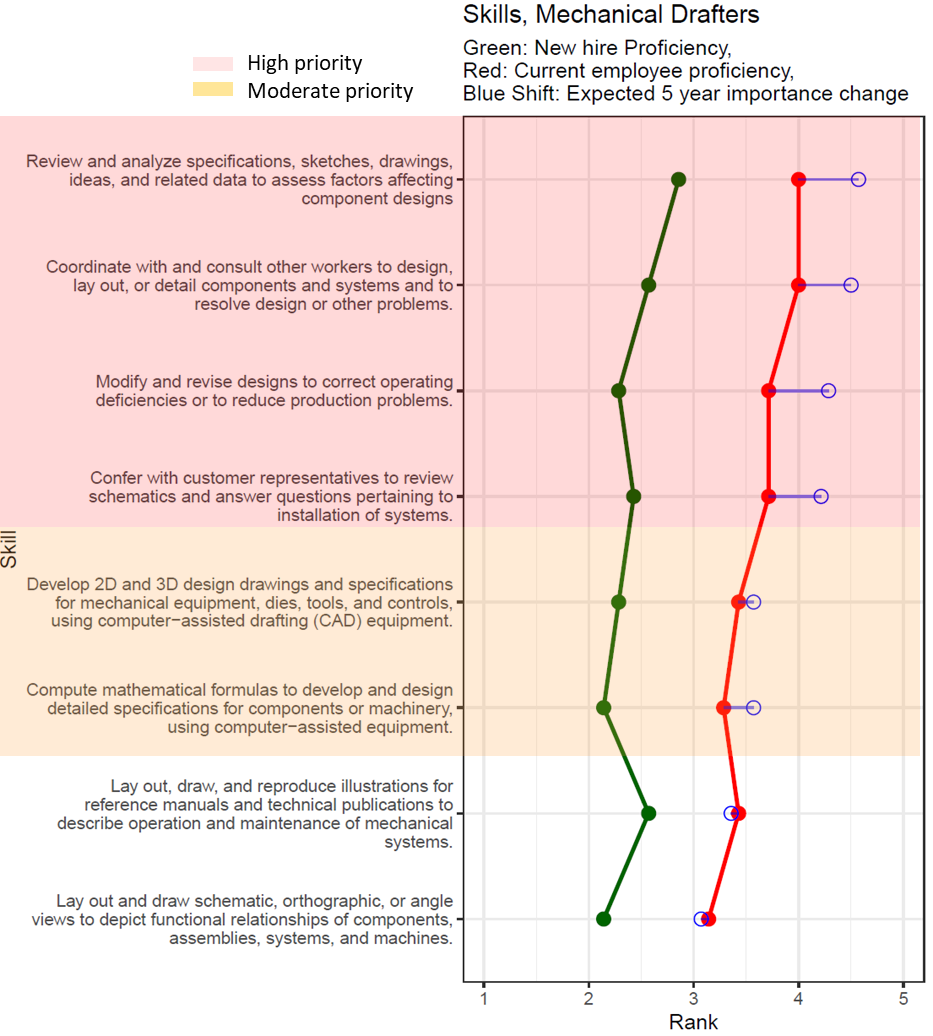 Skills, Mechanical Drafters
Green: New hire Proficiency,
Red: Current employee proficiency,
Blue Shift: Expected 5 year importance change
High priority
Moderate priority
Review and analyze specifications, sketches, drawings,
ideas, and related data to assess factors affecting
component designs
Coordinate with and consult other workers to design,
lay out, or detail components and systems and to
resolve design or other problems.
Modify and revise designs to correct operating
deficiencies or to reduce production problems.
Confer with customer representatives to review
schematics and answer questions pertaining to
installation of systems.
Skill
Develop 2D and 3D design drawings and specifications
for mechanical equipment, dies, tools, and controls,
using computer−assisted drafting (CAD) equipment.
Compute mathematical formulas to develop and design
detailed specifications for components or machinery,
using computer−assisted equipment.
Lay out, draw, and reproduce illustrations for
reference manuals and technical publications to
describe operation and maintenance of mechanical
systems.
Lay out and draw schematic, orthographic, or angle
views to depict functional relationships of components,
assemblies, systems, and machines.
1 2 3 4 5
Rank